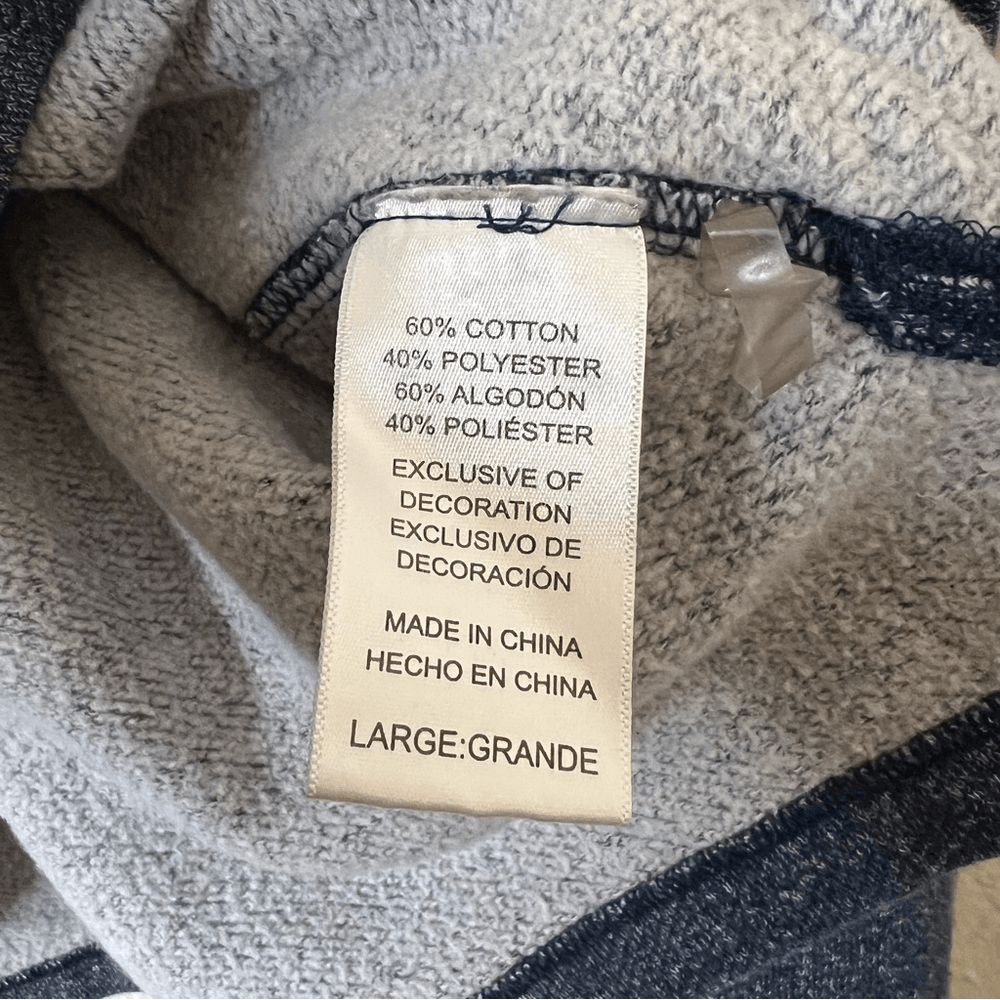 60% COTTON
40% POLYESTER
60% ALGODÓN
40% POLIÉSTER
EXCLUSIVE OF
DECORATION
EXCLUSIVO DE
DECORACIÓN
MADE IN CHINA
HECHO EN CHINA
LARGE:GRANDE